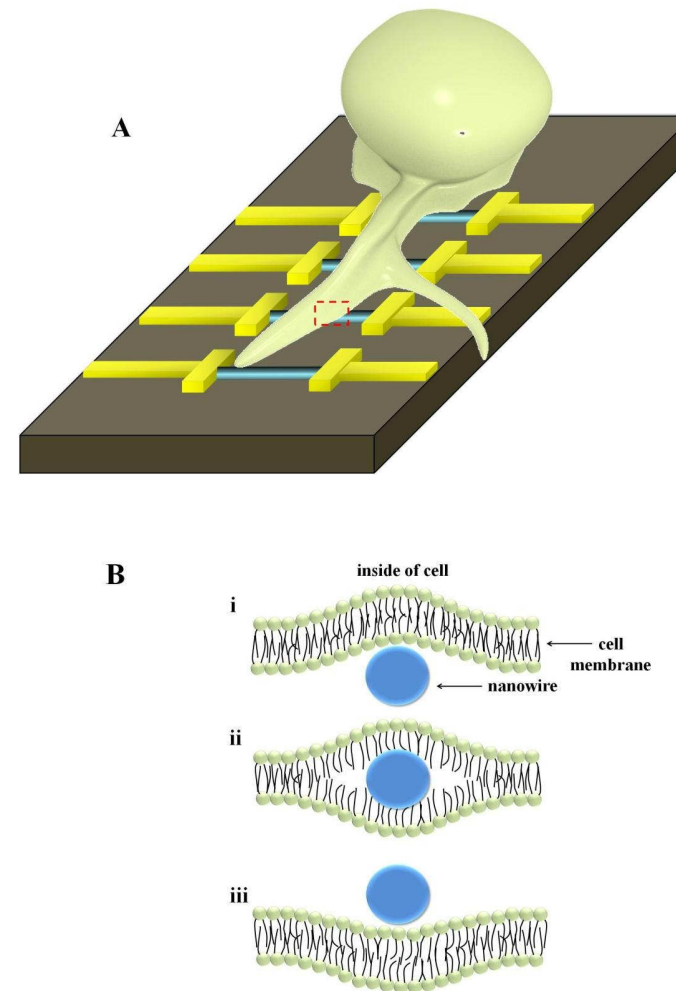 A
B
inside of cell
i
cell
membrane
nanowire
ii
iii